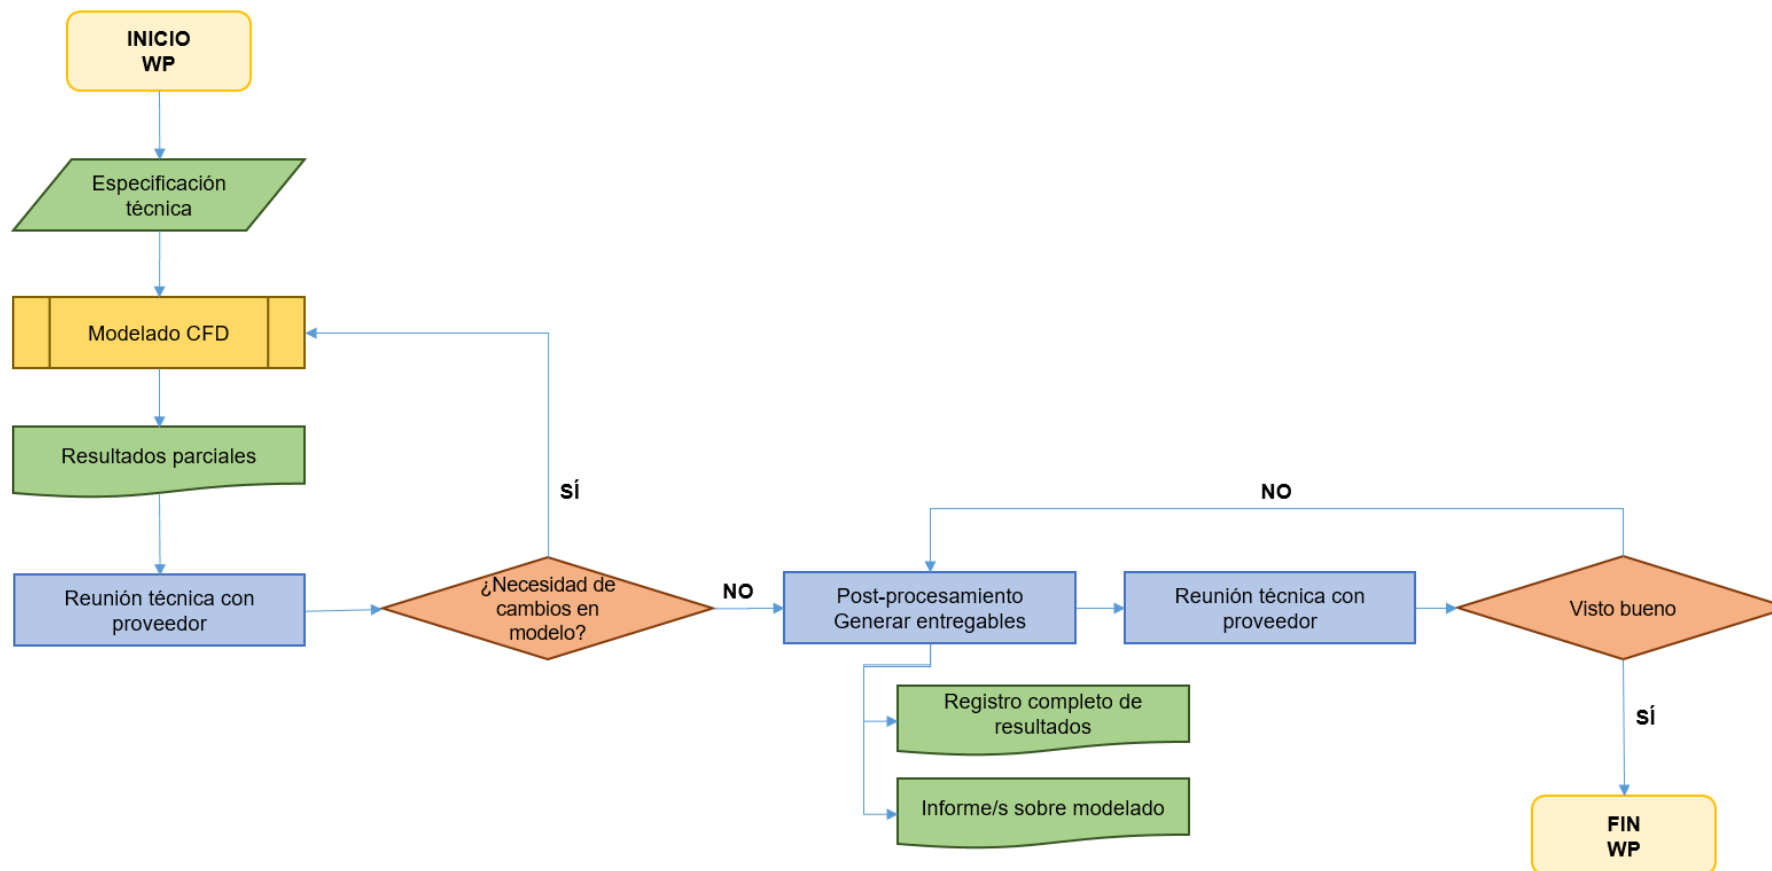 INICIO
WP
Especificación
técnica
Modelado CFD
Resultados parciales
Reunión técnica con
proveedor
¿Necesidad de
cambios en
modelo?
SÍ
NO
Post-procesamiento
Generar entregables
Registro completo de
resultados
Informe/s sobre modelado
Reunión técnica con
proveedor
Visto bueno
NO
SÍ
FIN
WP